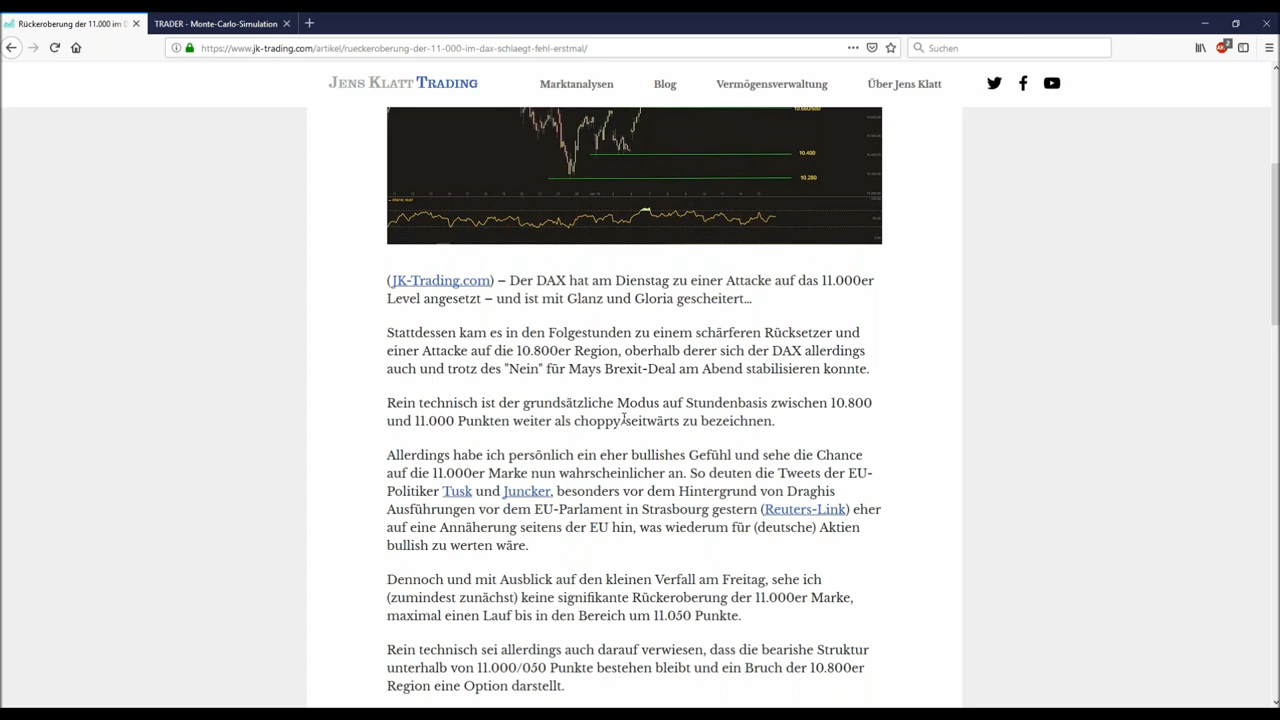 Rückeroberung der 11.000 im D
TRADER - Monte-Carlo-Simulation
https://www.jk-trading.com/artikel/rueckeroberung-der-11-000-im-dax-schlaegt-fehl-erstmal/
Suchen
JENS KLATT TRADING
Marktanalysen
Blog
Vermögensverwaltung
Über Jens Klatt
10.400
10.280
(JK-Trading.com) – Der DAX hat am Dienstag zu einer Attacke auf das 11.000er
Level angesetzt – und ist mit Glanz und Gloria gescheitert…
Stattdessen kam es in den Folgestunden zu einem schärferen Rücksetzer und
einer Attacke auf die 10.800er Region, oberhalb derer sich der DAX allerdings
auch und trotz des "Nein" für Mays Brexit-Deal am Abend stabilisieren konnte.
Rein technisch ist der grundsätzliche Modus auf Stundenbasis zwischen 10.800
und 11.000 Punkten weiter als choppy seitwärts zu bezeichnen.
Allerdings habe ich persönlich ein eher bullishes Gefühl und sehe die Chance
auf die 11.000er Marke nun wahrscheinlicher an. So deuten die Tweets der EU-
Politiker Tusk und Juncker, besonders vor dem Hintergrund von Draghis
Ausführungen vor dem EU-Parlament in Strasbourg gestern (Reuters-Link) eher
auf eine Annäherung seitens der EU hin, was wiederum für (deutsche) Aktien
bullish zu werten wäre.
Dennoch und mit Ausblick auf den kleinen Verfall am Freitag, sehe ich
(zumindest zunächst) keine signifikante Rückeroberung der 11.000er Marke,
maximal einen Lauf bis in den Bereich um 11.050 Punkte.
Rein technisch sei allerdings auch darauf verwiesen, dass die bearishe Struktur
unterhalb von 11.000/050 Punkte bestehen bleibt und ein Bruch der 10.800er
Region eine Option darstellt.